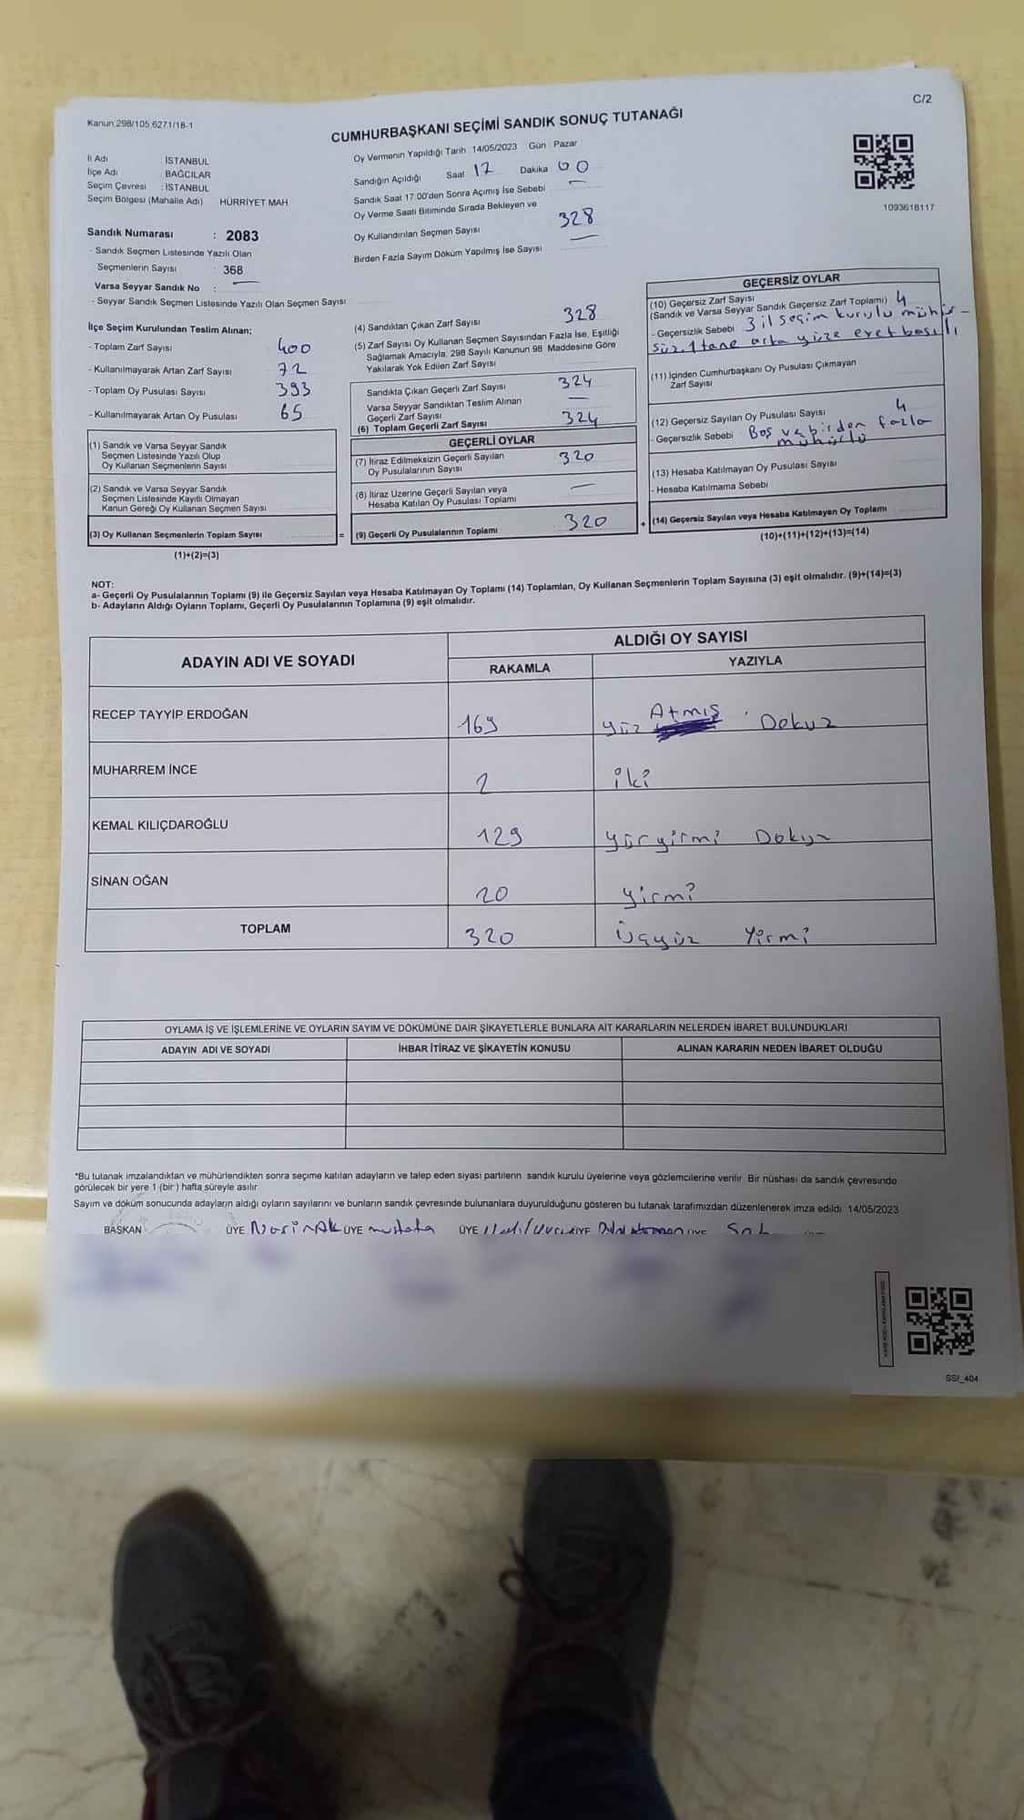 Kanun:298/105,6271/18-1
C/2
CUMHURBAŞKANI SEÇİMİ SANDIK SONUÇ TUTANAĞI
İl Adı İSTANBUL
İlçe Adı : BAĞCILAR
Seçim Çevresi : İSTANBUL
Seçim Bölgesi (Mahalle Adı) HÜRRİYET MAH
Sandık Numarası : 2083
- Sandık Seçmen Listesinde Yazılı Olan
Seçmenlerin Sayısı : 368
Varsa Seyyar Sandık No : —
- Seyyar Sandık Seçmen Listesinde Yazılı Olan Seçmen Sayısı
Oy Vermenin Yapıldığı Tarih 14/05/2023 Gün Pazar
Sandığın Açıldığı Saat 17 Dakika 00
Sandık Saat 17:00'den Sonra Açımış İse Sebebi —
Oy Verme Saati Bitiminde Sırada Bekleyen ve
Oy Kullandırılan Seçmen Sayısı 328
Birden Fazla Sayım Döküm Yapılmış İse Sayısı —
1093618117
İlçe Seçim Kurulundan Teslim Alınan;
- Toplam Zarf Sayısı 400
- Kullanılmayarak Artan Zarf Sayısı 72
- Toplam Oy Pusulası Sayısı 393
- Kullanılmayarak Artan Oy Pusulası 65
(1) Sandık ve Varsa Seyyar Sandık
Seçmen Listesinde Yazılı Olup
Oy Kullanan Seçmenlerin Sayısı
(2) Sandık ve Varsa Seyyar Sandık
Seçmen Listesinde Kayıtlı Olmayan
Kanun Gereği Oy Kullanan Seçmen Sayısı
(3) Oy Kullanan Seçmenlerin Toplam Sayısı
(1)+(2)=(3)
(4) Sandıktan Çıkan Zarf Sayısı 328
(5) Zarf Sayısı Oy Kullanan Seçmen Sayısından Fazla İse, Eşitliği
Sağlamak Amacıyla, 298 Sayılı Kanunun 98. Maddesine Göre
Yakılarak Yok Edilen Zarf Sayısı
Sandıkta Çıkan Geçerli Zarf Sayısı 324
Varsa Seyyar Sandıktan Teslim Alınan
Geçerli Zarf Sayısı —
(6) Toplam Geçerli Zarf Sayısı 324
GEÇERLİ OYLAR
(7) İtiraz Edilmeksizin Geçerli Sayılan
Oy Pusulalarının Sayısı 320
(8) İtiraz Üzerine Geçerli Sayılan veya
Hesaba Katılan Oy Pusulası Toplamı —
= (9) Geçerli Oy Pusulalarının Toplamı 320 +
GEÇERSİZ OYLAR
(10) Geçersiz Zarf Sayısı
(Sandık ve Varsa Seyyar Sandık Geçersiz Zarf Toplamı) 4
- Geçersizlik Sebebi 3 il seçim kurulu mühür-
süz. 1 tane arka yüze evet basılı
(11) İçinden Cumhurbaşkanı Oy Pusulası Çıkmayan
Zarf Sayısı
(12) Geçersiz Sayılan Oy Pusulası Sayısı 4
- Geçersizlik Sebebi Boş ve birden fazla
mühürlü
(13) Hesaba Katılmayan Oy Pusulası Sayısı
- Hesaba Katılmama Sebebi
(14) Geçersiz Sayılan veya Hesaba Katılmayan Oy Toplamı
(10)+(11)+(12)+(13)=(14)
NOT:
a- Geçerli Oy Pusulalarının Toplamı (9) ile Geçersiz Sayılan veya Hesaba Katılmayan Oy Toplamı (14) Toplamları, Oy Kullanan Seçmenlerin Toplam Sayısına (3) eşit olmalıdır. (9)+(14)=(3)
b- Adayların Aldığı Oyların Toplamı, Geçerli Oy Pusulalarının Toplamına (9) eşit olmalıdır.
ADAYIN ADI VE SOYADI
ALDIĞI OY SAYISI
RAKAMLA YAZIYLA
RECEP TAYYİP ERDOĞAN 169 Yüz Atmış Dokuz
MUHARREM İNCE 2 iki
KEMAL KILIÇDAROĞLU 129 Yüzyirmi Dokuz
SİNAN OĞAN 20 yirmi
TOPLAM 320 Üçyüz Yirmi
OYLAMA İŞ VE İŞLEMLERİNE VE OYLARIN SAYIM VE DÖKÜMÜNE DAİR ŞİKAYETLERLE BUNLARA AİT KARARLARIN NELERDEN İBARET BULUNDUKLARI
ADAYIN ADI VE SOYADI İHBAR İTİRAZ VE ŞİKAYETİN KONUSU ALINAN KARARIN NEDEN İBARET OLDUĞU
*Bu tutanak imzalandıktan ve mühürlendikten sonra seçime katılan adayların ve talep eden siyasi partilerin sandık kurulu üyelerine veya gözlemcilerine verilir. Bir nüshası da sandık çevresinde
görülecek bir yere 1 (bir) hafta süreyle asılır.
Sayım ve döküm sonucunda adayların aldığı oyların sayılarını ve bunların sandık çevresinde bulunanlara duyurulduğunu gösteren bu tutanak tarafımızdan düzenlenerek imza edildi. 14/05/2023
BAŞKAN ÜYE ÜYE mustafa ÜYE ÜYE ÜYE
SSI_404